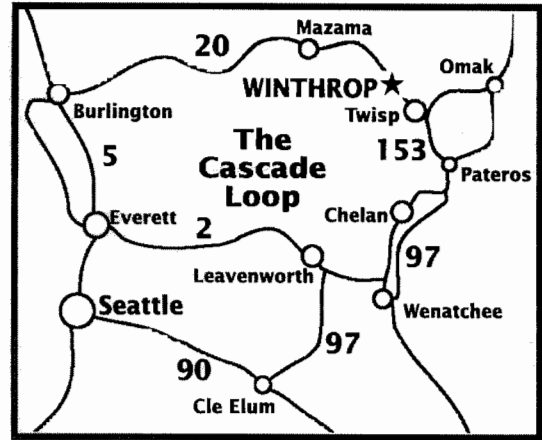 Mazama
20
Omak
WINTHROP
Burlington
Twisp
The
Cascade
Loop
153
5
Pateros
Everett
2
Chelan
97
Leavenworth
Seattle
Wenatchee
97
90
Cle Elum